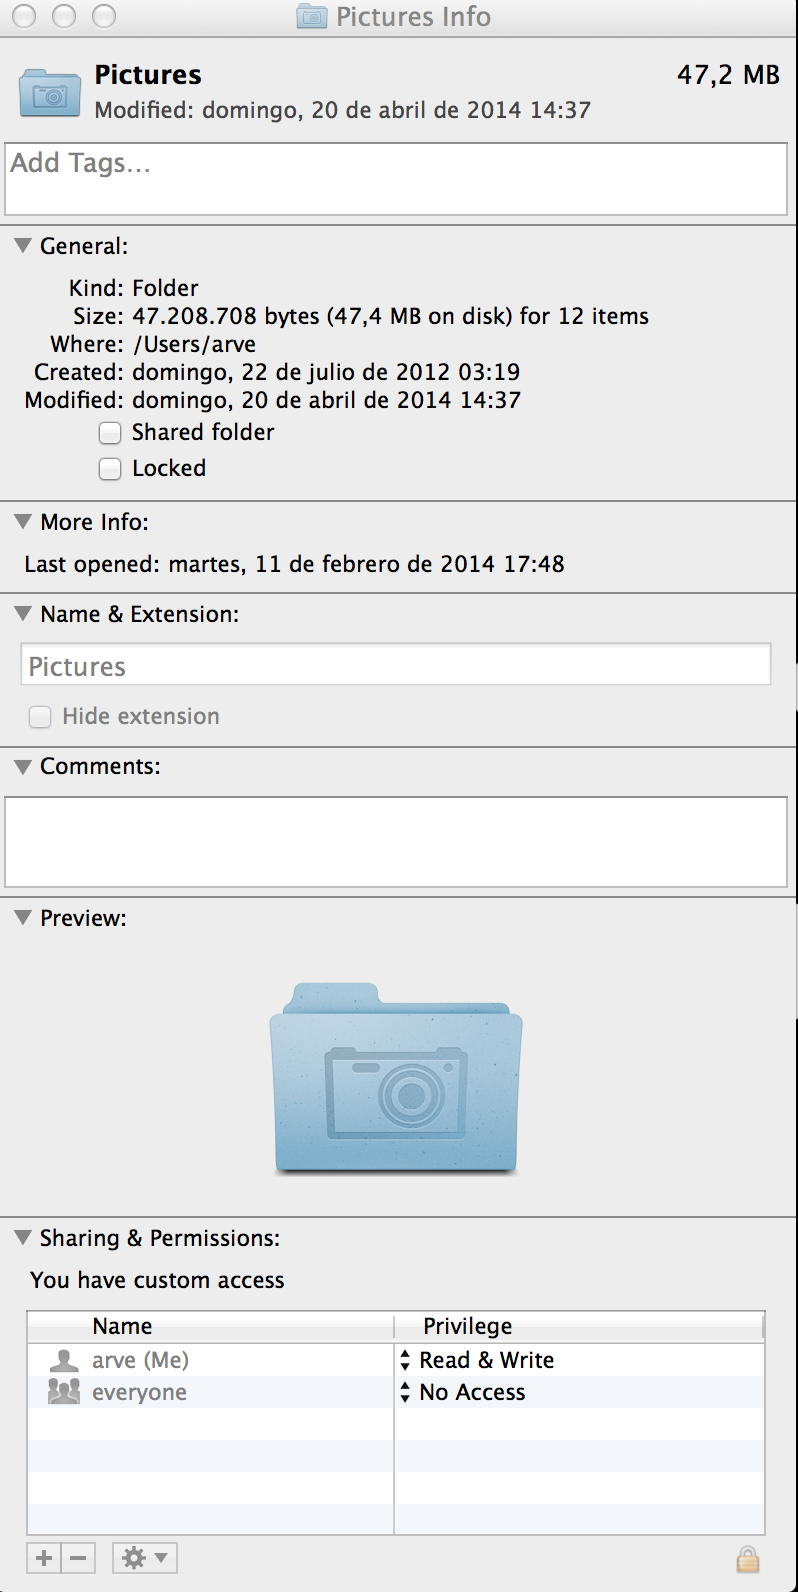 Pictures Info
Pictures 47,2 MB
Modified: domingo, 20 de abril de 2014 14:37
Add Tags…
General:
Kind: Folder
Size: 47.208.708 bytes (47,4 MB on disk) for 12 items
Where: /Users/arve
Created: domingo, 22 de julio de 2012 03:19
Modified: domingo, 20 de abril de 2014 14:37
Shared folder
Locked
More Info:
Last opened: martes, 11 de febrero de 2014 17:48
Name & Extension:
Pictures
Hide extension
Comments:
Preview:
Sharing & Permissions:
You have custom access
Name Privilege
arve (Me) Read & Write
everyone No Access